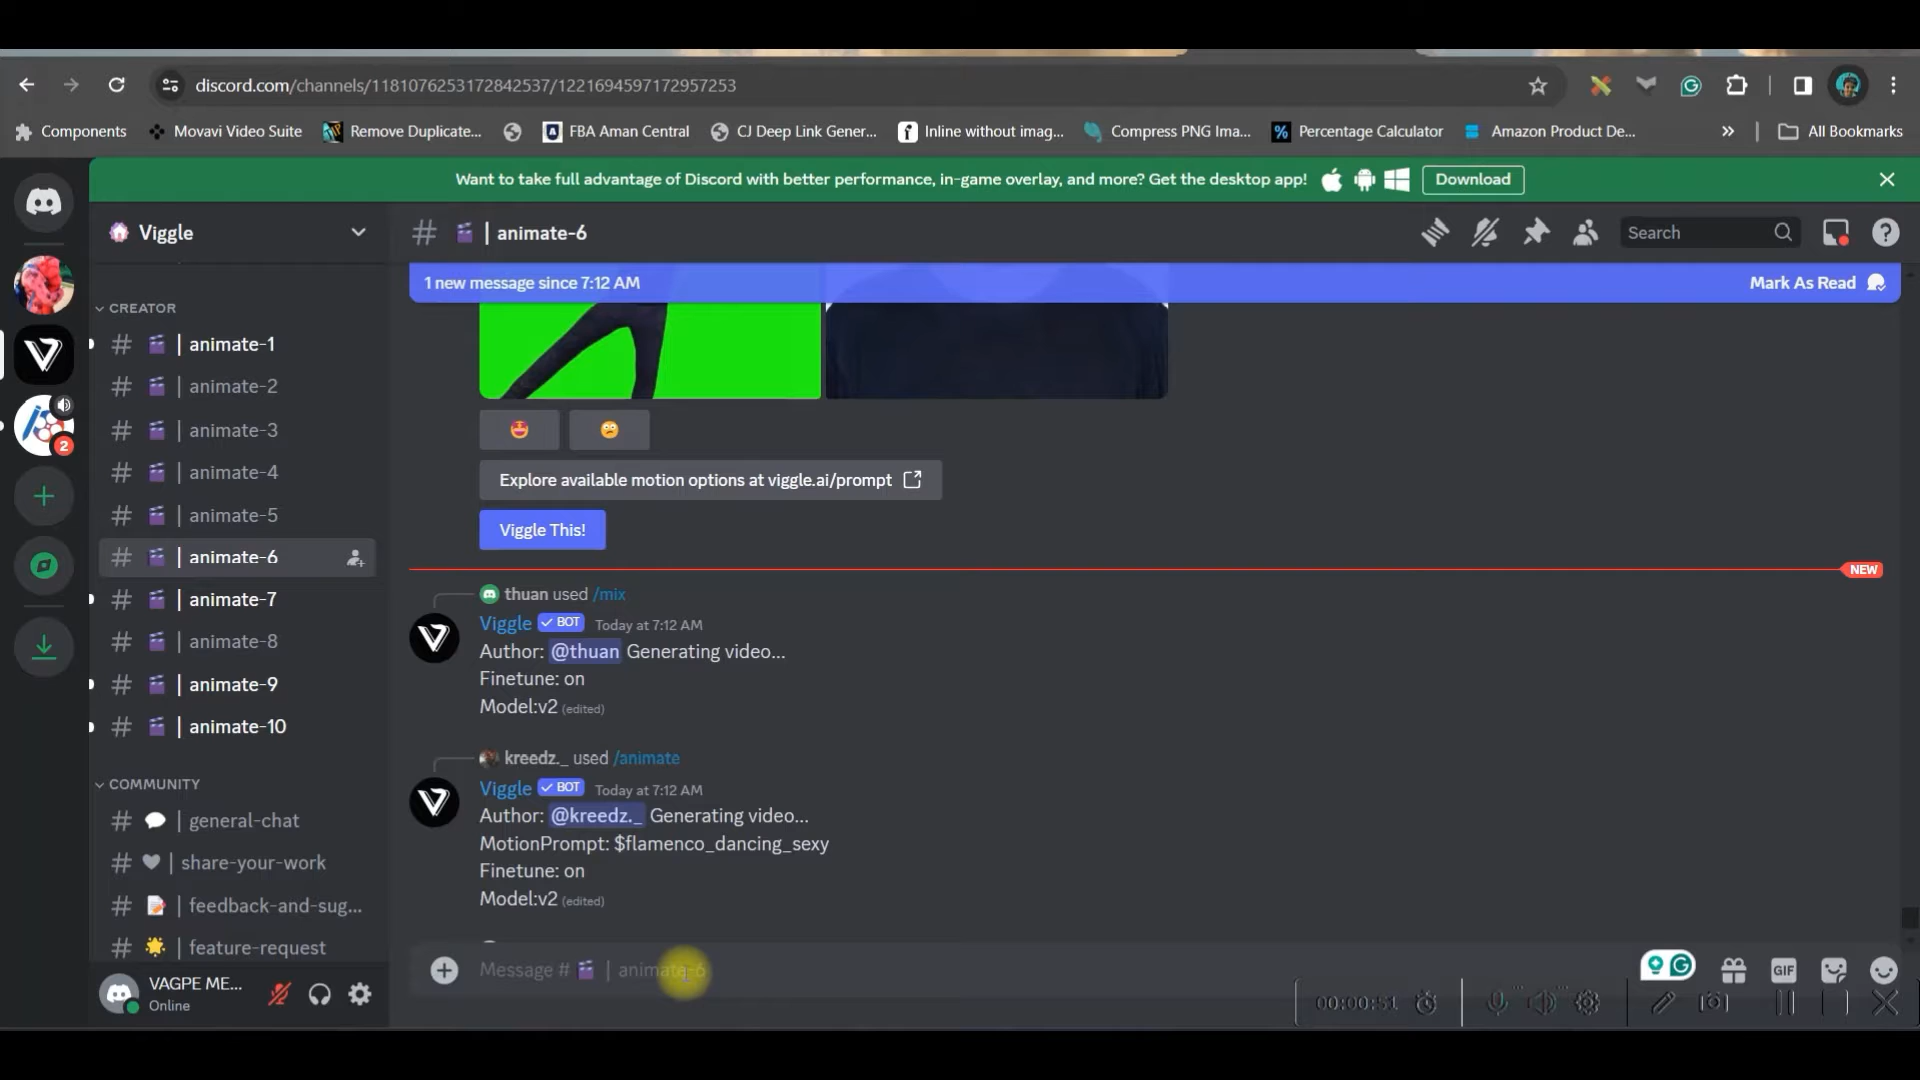 discord.com/channels/1181076253172842537/1221694597172957253
Components
Movavi Video Suite
Remove Duplicate...
FBA Aman Central
CJ Deep Link Gener...
Inline without imag...
Compress PNG Ima...
Percentage Calculator
Amazon Product De...
»
All Bookmarks
Want to take full advantage of Discord with better performance, in-game overlay, and more? Get the desktop app!
Download
Viggle
# | animate-6
Search
1 new message since 7:12 AM
Mark As Read
CREATOR
# | animate-1
# | animate-2
# | animate-3
# | animate-4
# | animate-5
# | animate-6
# | animate-7
# | animate-8
# | animate-9
# | animate-10
COMMUNITY
# | general-chat
# | share-your-work
# | feedback-and-sug...
# | feature-request
2
VAGPE ME...
Online
Explore available motion options at viggle.ai/prompt
Viggle This!
NEW
thuan used /mix
Viggle ✓ BOT Today at 7:12 AM
Author: @thuan Generating video...
Finetune: on
Model:v2 (edited)
kreedz._ used /animate
Viggle ✓ BOT Today at 7:12 AM
Author: @kreedz._ Generating video...
MotionPrompt: $flamenco_dancing_sexy
Finetune: on
Model:v2 (edited)
Message # | animate-6
GIF
00:00:51